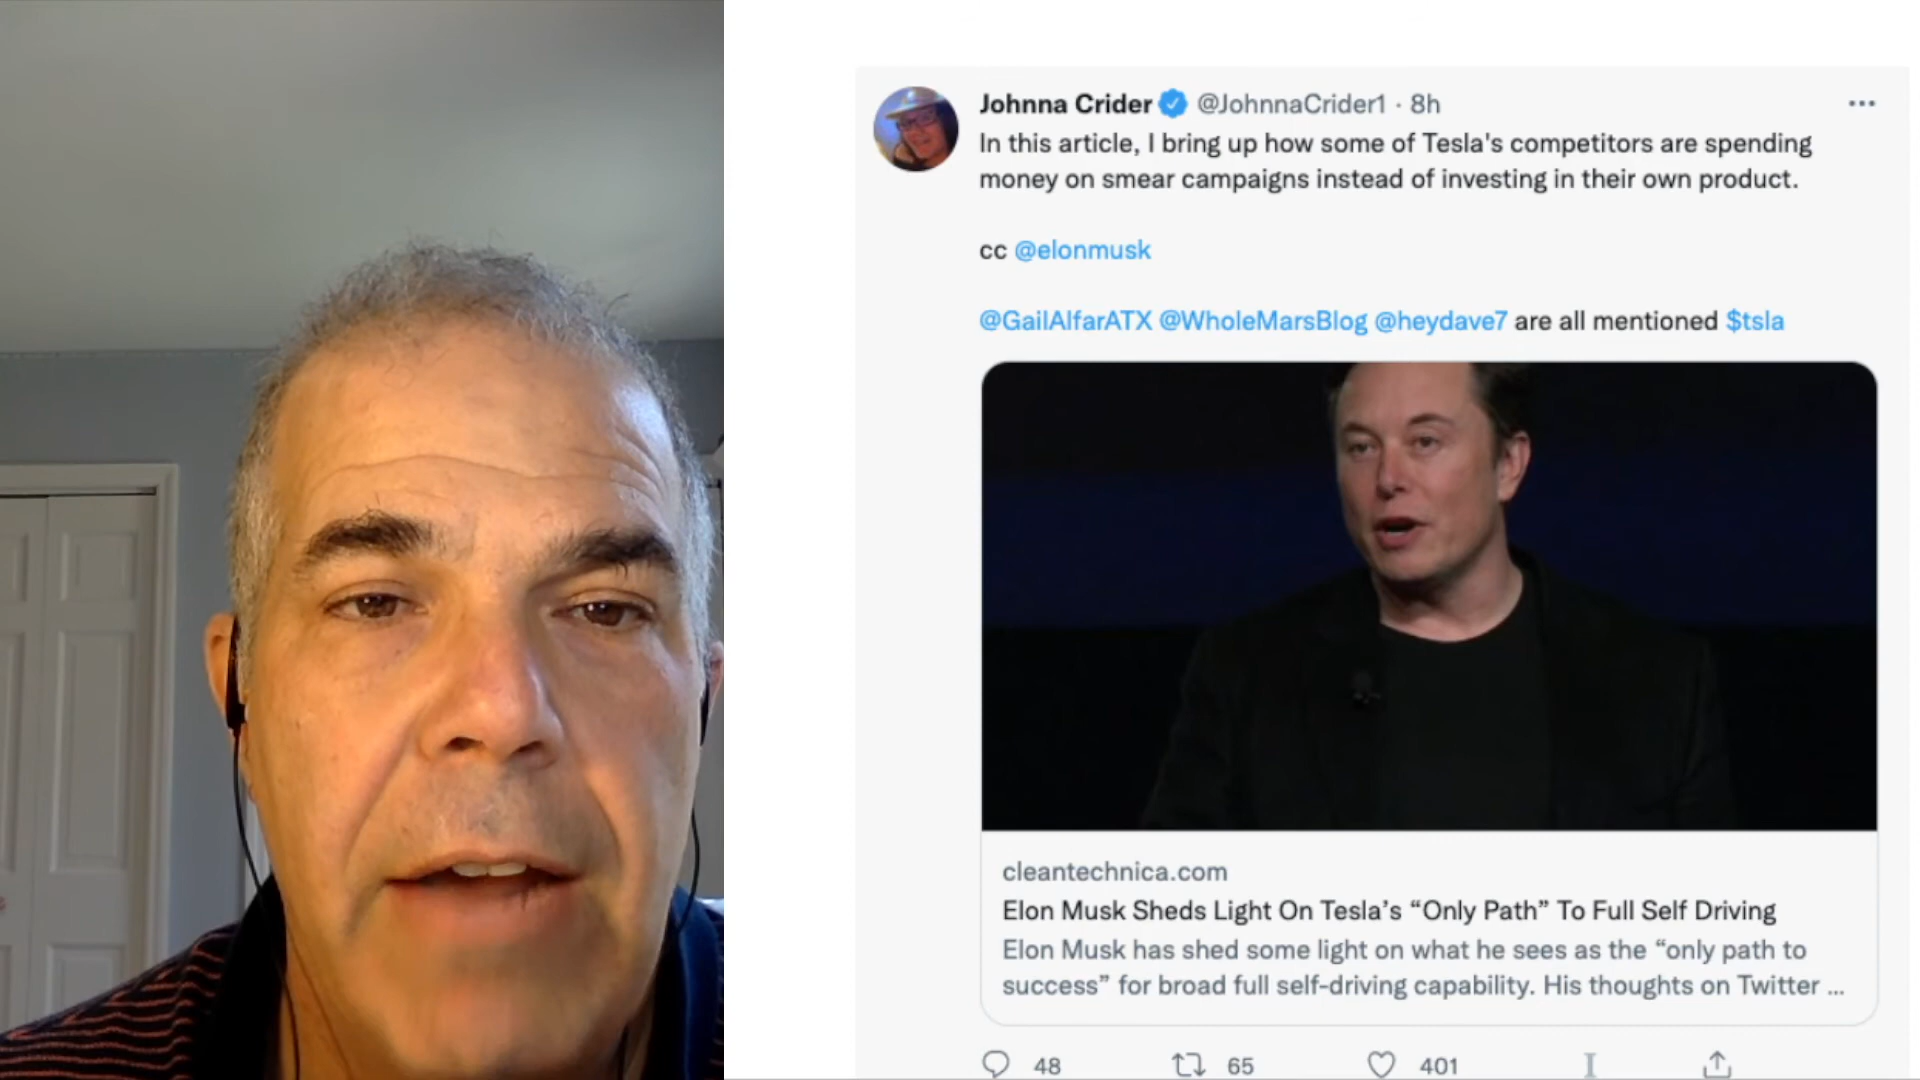 Johnna Crider @JohnnaCrider1 · 8h
In this article, I bring up how some of Tesla's competitors are spending
money on smear campaigns instead of investing in their own product.
cc @elonmusk
@GailAlfarATX @WholeMarsBlog @heydave7 are all mentioned $tsla
cleantechnica.com
Elon Musk Sheds Light On Tesla’s “Only Path” To Full Self Driving
Elon Musk has shed some light on what he sees as the “only path to
success” for broad full self-driving capability. His thoughts on Twitter ...
48 65 401